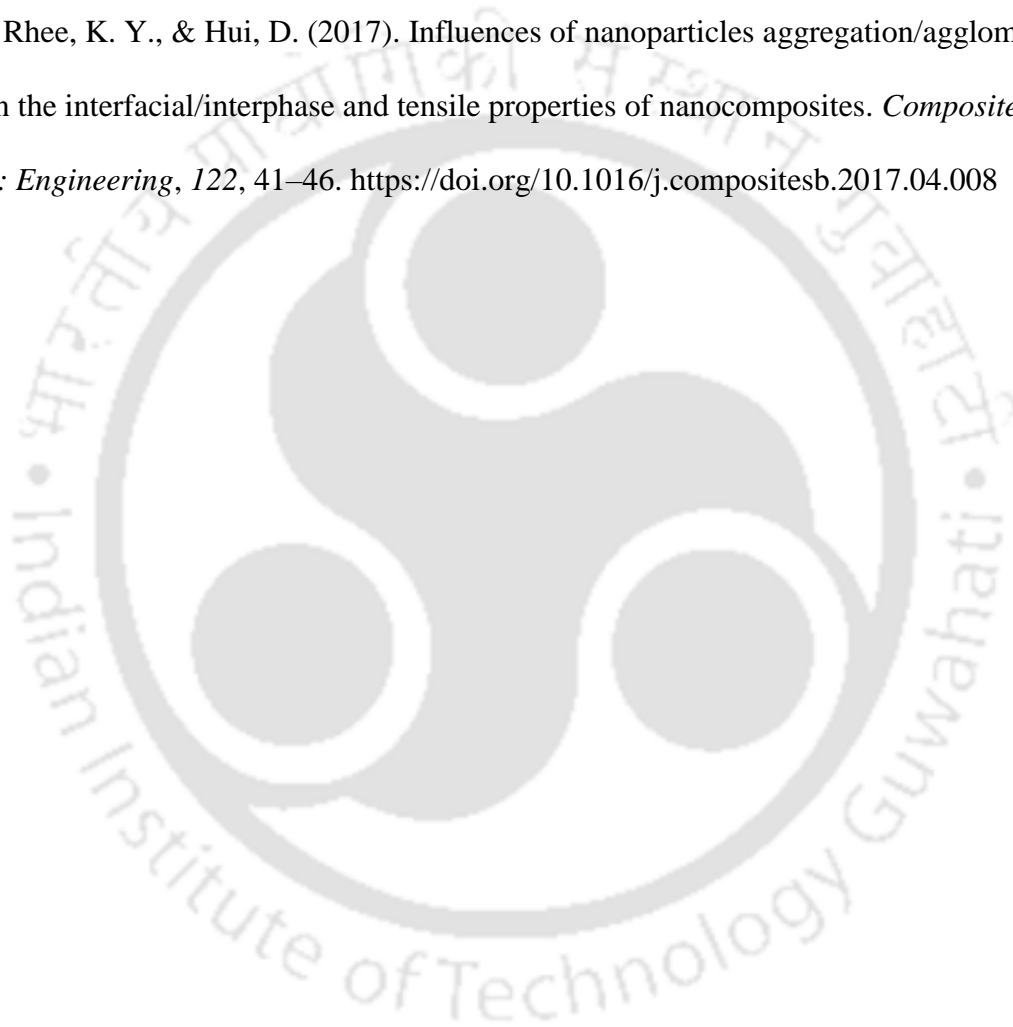 Rhee, K. Y., & Hui, D. (2017). Influences of nanoparticles aggregation/agglom
the interfacial/interphase and tensile properties of nanocomposites. Composite
: Engineering, 122, 41–46. https://doi.org/10.1016/j.compositesb.2017.04.008
भारतीय प्रौद्योगिकी संस्थान गुवाहाटी
Indian Institute of Technology Guwahati